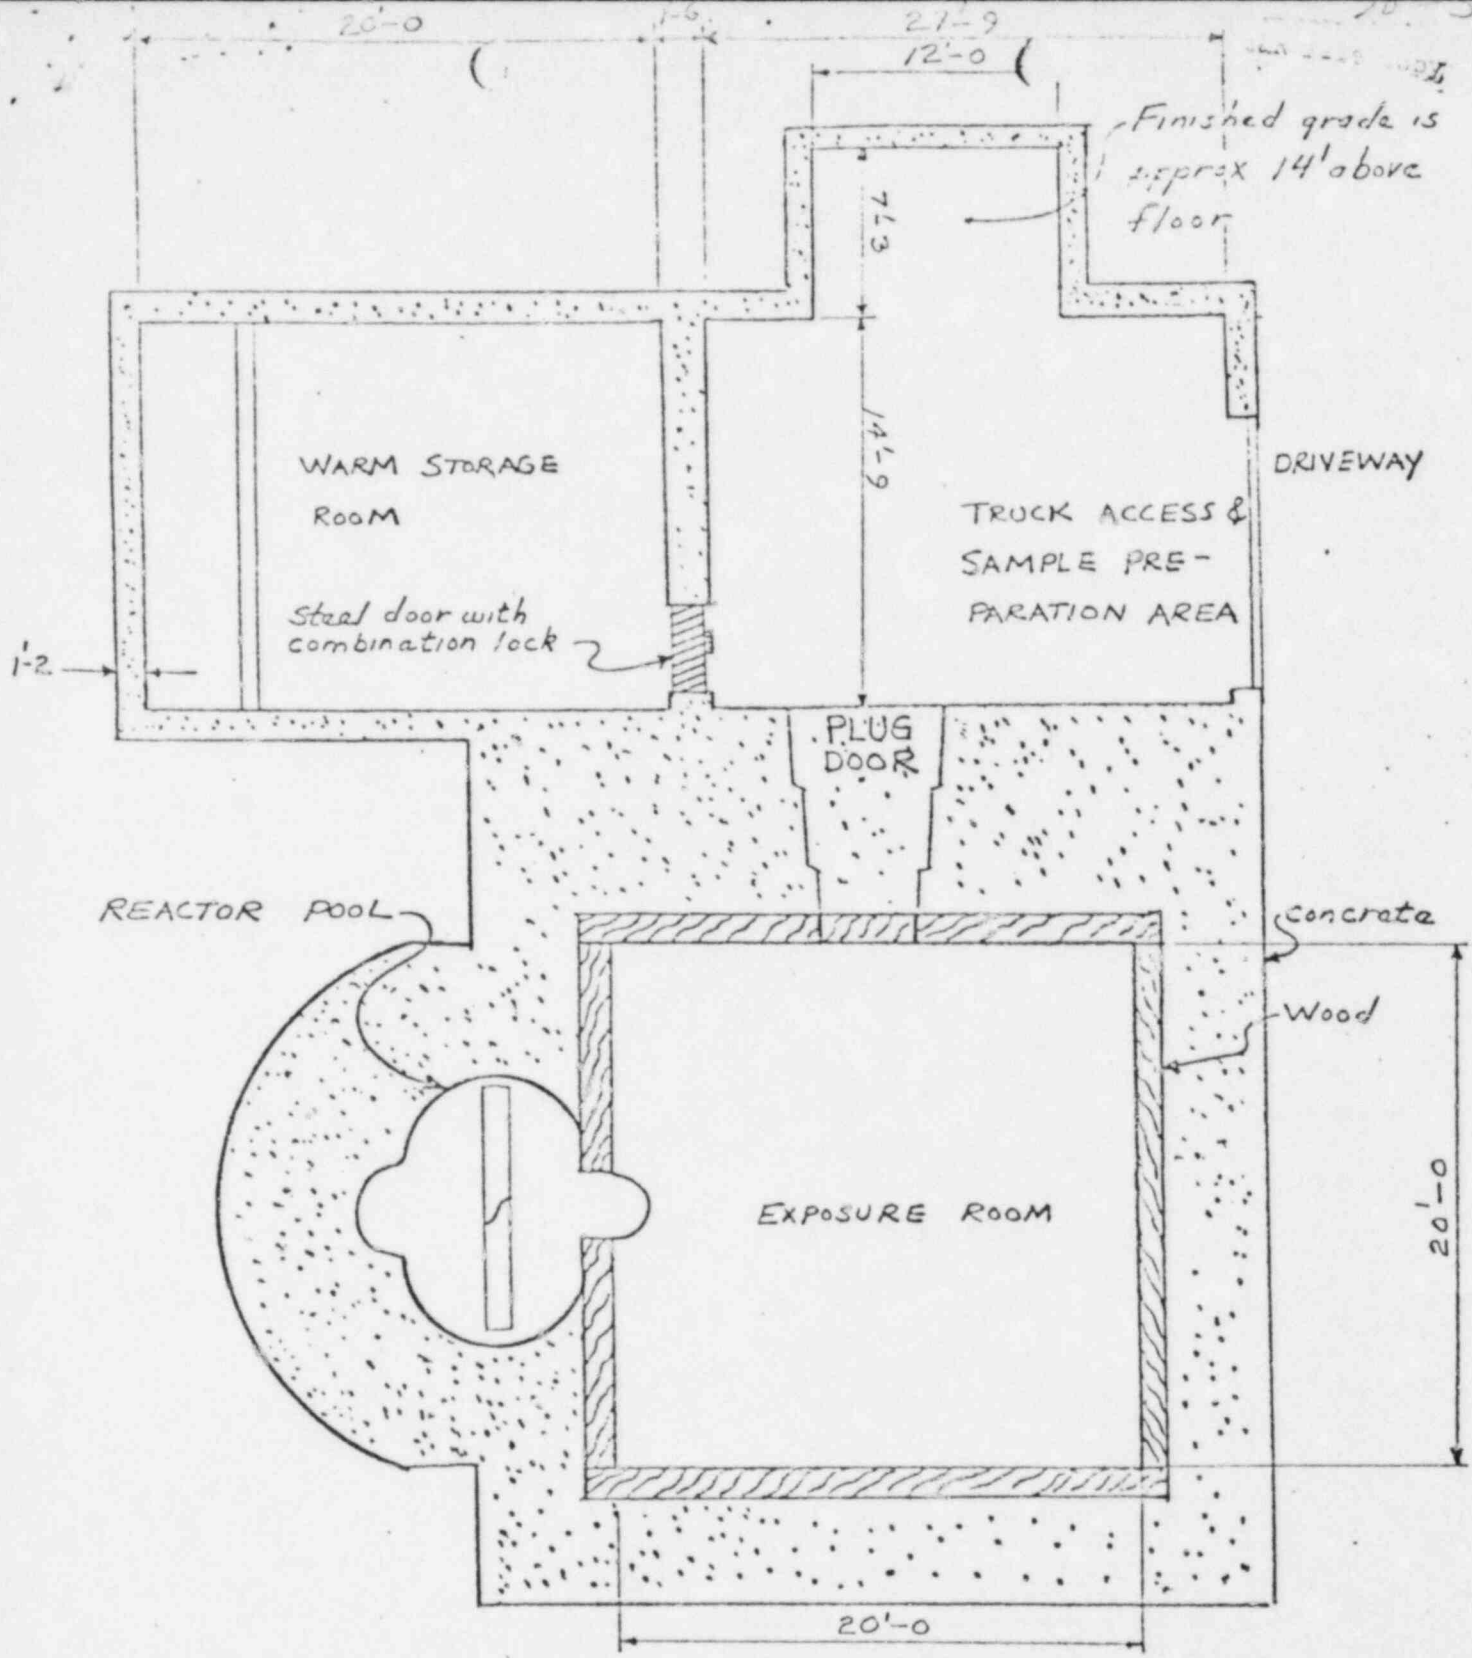 20'-0
1-6
27'-9
12'-0
Finished grade is
approx 14' above
floor
7'-3
14'-9
WARM STORAGE
ROOM
DRIVEWAY
TRUCK ACCESS &
SAMPLE PRE-
PARATION AREA
Steel door with
combination lock
1'-2
PLUG
DOOR
REACTOR POOL
Concrete
Wood
EXPOSURE ROOM
20'-0
20'-0